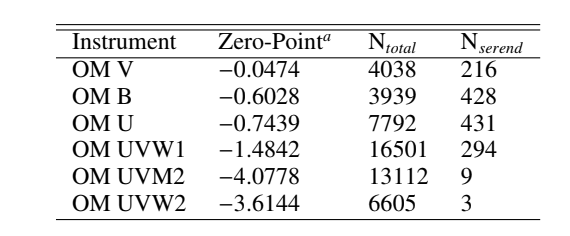 Instrument Zero-Pointᵃ N_total N_serend
OM V −0.0474 4038 216
OM B −0.6028 3939 428
OM U −0.7439 7792 431
OM UVW1 −1.4842 16501 294
OM UVM2 −4.0778 13112 9
OM UVW2 −3.6144 6605 3